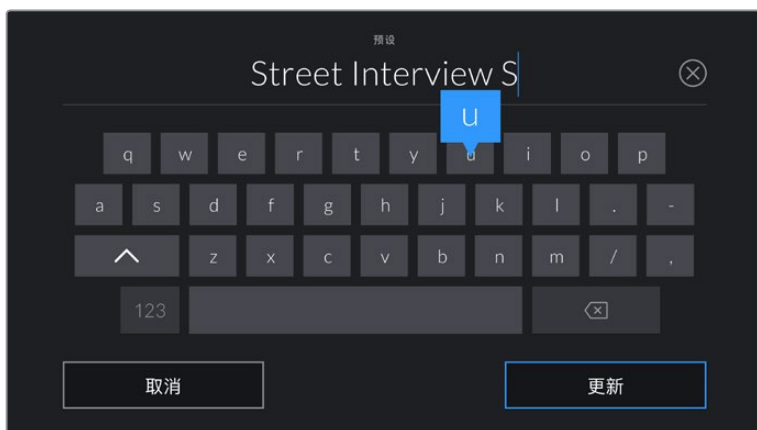 预设
Street Interview S
u
q w e r t y u i o p
a s d f g h j k l . -
z x c v b n m / ,
123
取消 更新